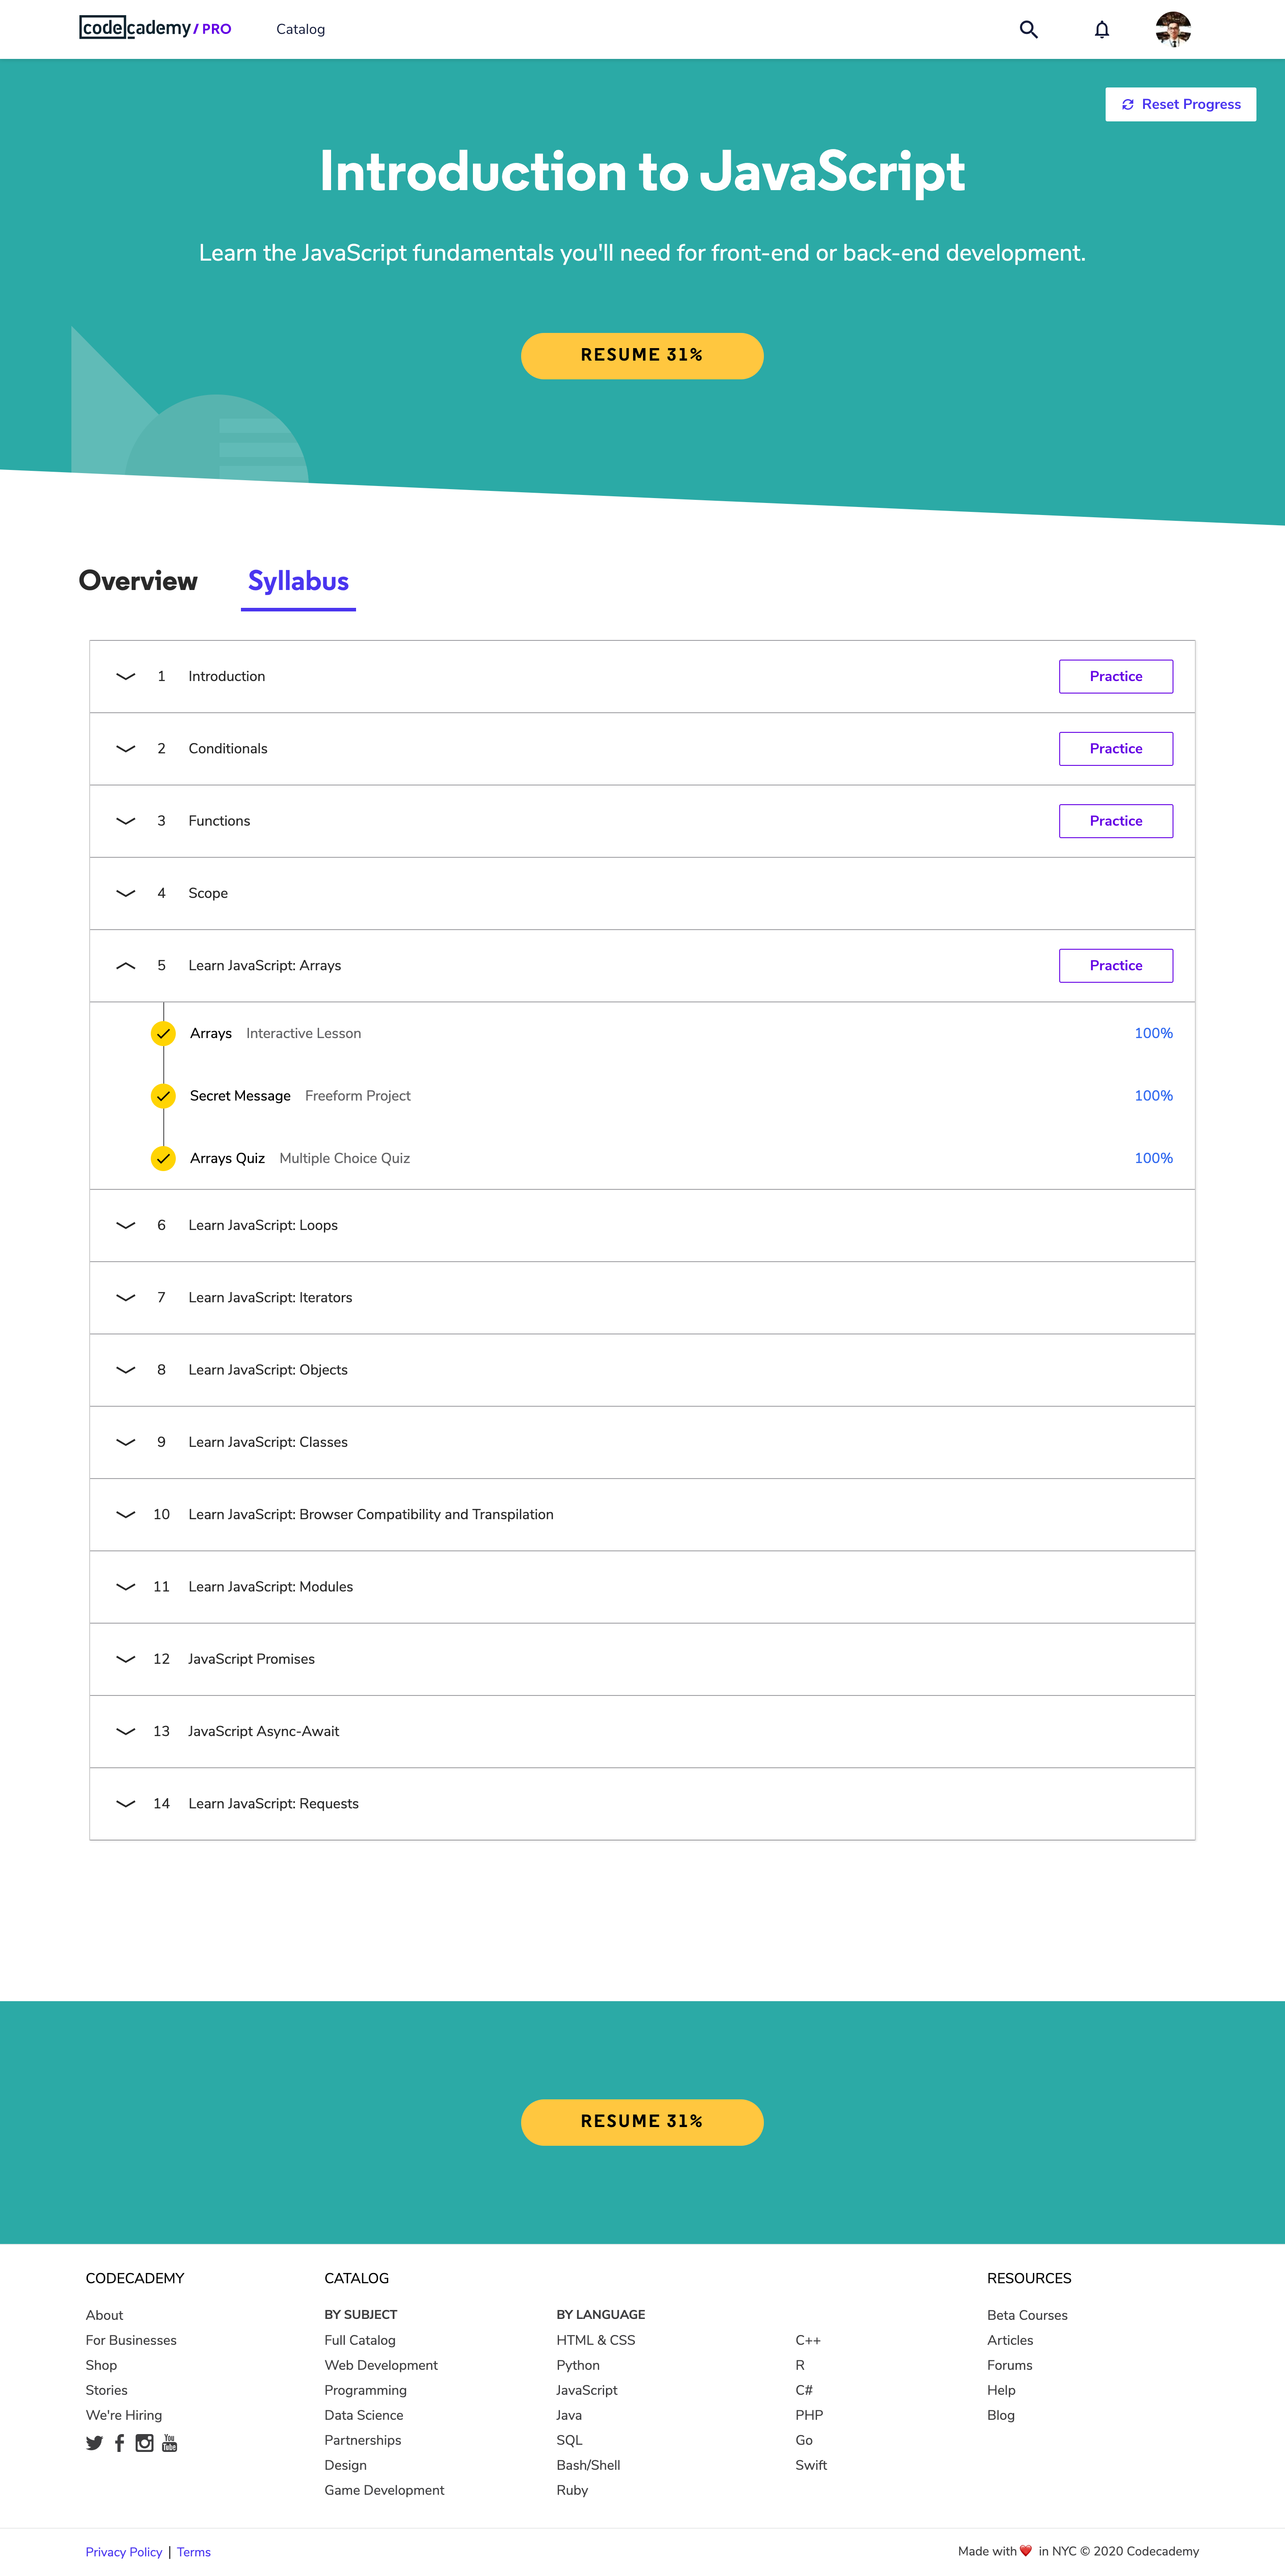 codecademy / PRO
Catalog
Reset Progress
Introduction to JavaScript
Learn the JavaScript fundamentals you'll need for front-end or back-end development.
RESUME 31%
Overview
Syllabus
1 Introduction Practice
2 Conditionals Practice
3 Functions Practice
4 Scope
5 Learn JavaScript: Arrays Practice
Arrays Interactive Lesson 100%
Secret Message Freeform Project 100%
Arrays Quiz Multiple Choice Quiz 100%
6 Learn JavaScript: Loops
7 Learn JavaScript: Iterators
8 Learn JavaScript: Objects
9 Learn JavaScript: Classes
10 Learn JavaScript: Browser Compatibility and Transpilation
11 Learn JavaScript: Modules
12 JavaScript Promises
13 JavaScript Async-Await
14 Learn JavaScript: Requests
RESUME 31%
CODECADEMY
About
For Businesses
Shop
Stories
We're Hiring
You Tube
CATALOG
BY SUBJECT
Full Catalog
Web Development
Programming
Data Science
Partnerships
Design
Game Development
BY LANGUAGE
HTML & CSS
Python
JavaScript
Java
SQL
Bash/Shell
Ruby
C++
R
C#
PHP
Go
Swift
RESOURCES
Beta Courses
Articles
Forums
Help
Blog
Privacy Policy | Terms
Made with ❤️ in NYC © 2020 Codecademy